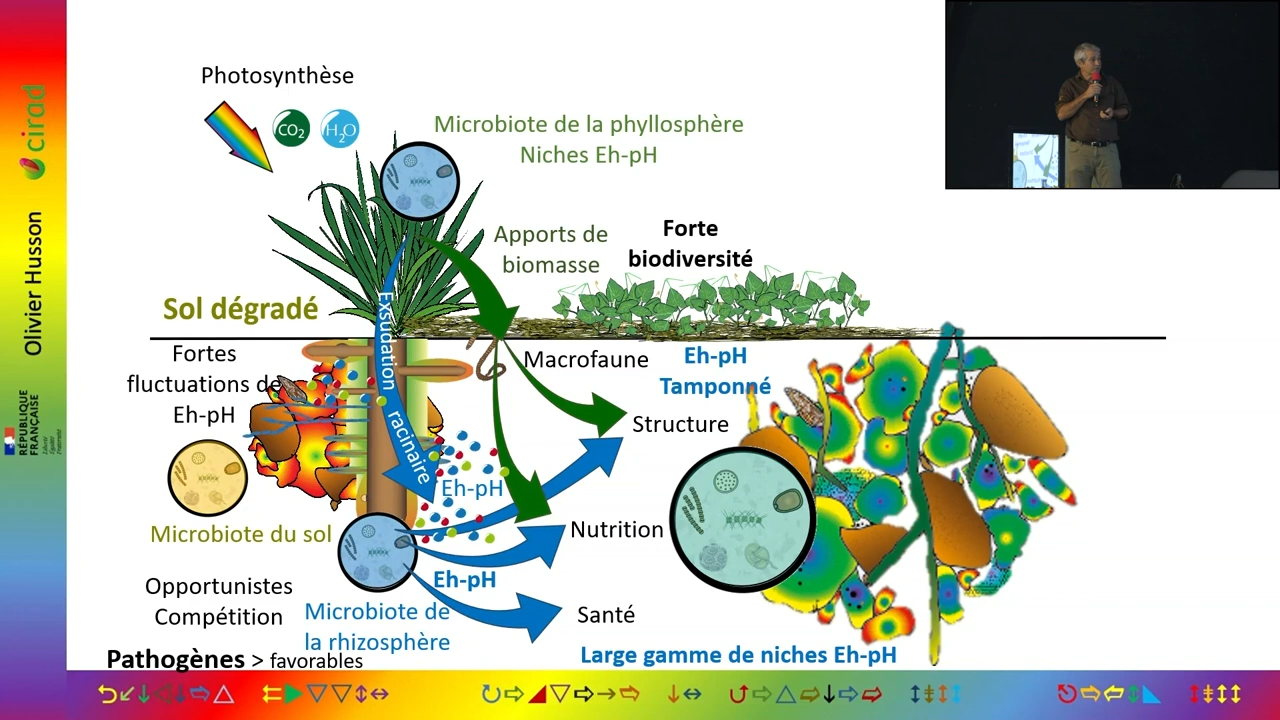 Photosynthèse
CO₂
H₂O
Microbiote de la phyllosphère
Niches Eh-pH
Apports de
biomasse
Forte
biodiversité
Sol dégradé
Exsudation racinaire
Fortes
fluctuations de
Eh-pH
Macrofaune
Eh-pH
Tamponné
Structure
Eh-pH
Microbiote du sol
Nutrition
Eh-pH
Opportunistes
Compétition
Microbiote de
la rhizosphère
Santé
Pathogènes > favorables
Large gamme de niches Eh-pH
cirad
Olivier Husson
RÉPUBLIQUE
FRANÇAISE
Liberté
Égalité
Fraternité